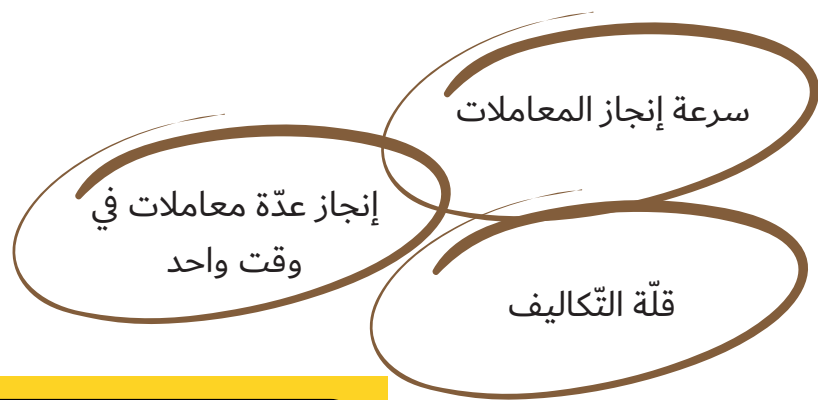 سرعة إنجاز المعاملات
إنجاز عدّة معاملات في
وقت واحد
قلّة التّكاليف